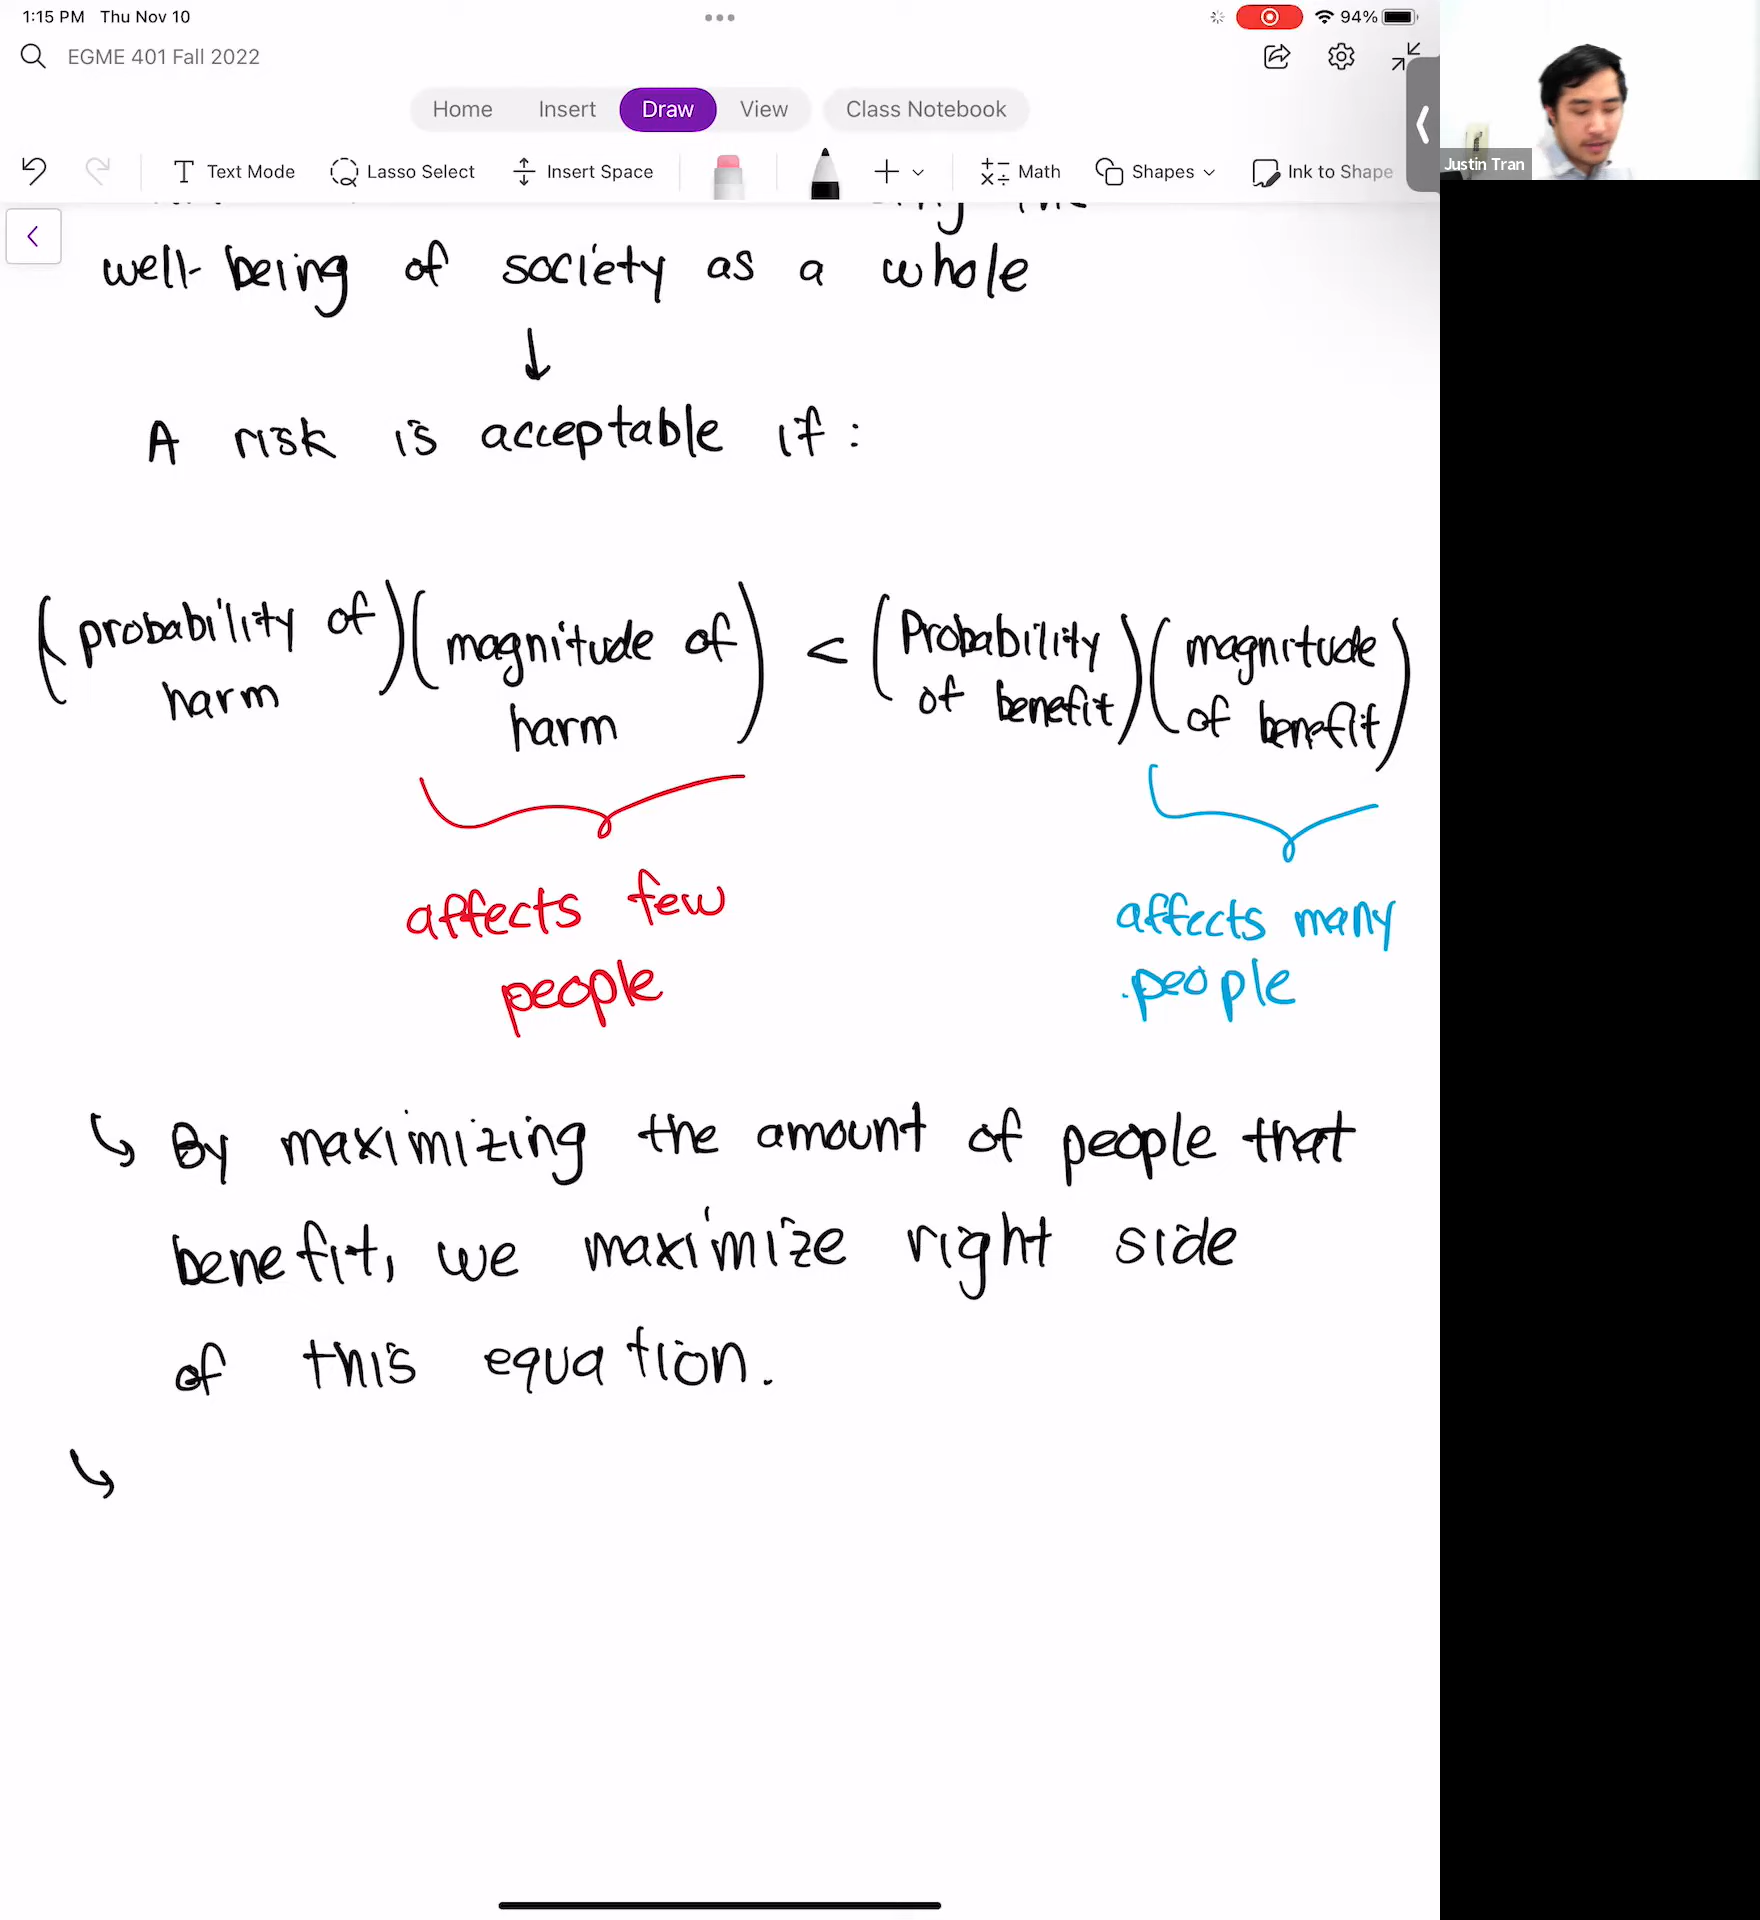 1:15 PM Thu Nov 10
94%
EGME 401 Fall 2022
Home Insert Draw View Class Notebook
Text Mode Lasso Select Insert Space Math Shapes Ink to Shape
Justin Tran
well-being of society as a whole
↓
A risk is acceptable if :
(probability of harm)(magnitude of harm) < (Probability of benefit)(magnitude of benefit)
affects few
people
affects many
people
↳ By maximizing the amount of people that
benefit, we maximize right side
of this equation.
↳